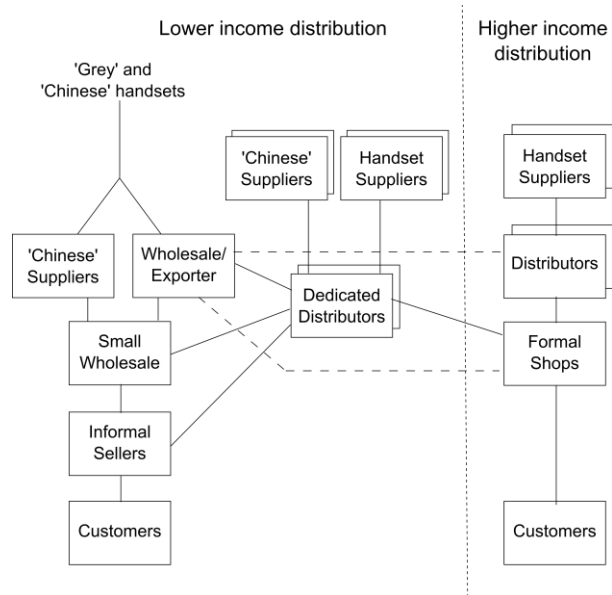 Lower income distribution
Higher income
distribution
'Grey' and
'Chinese' handsets
'Chinese'
Suppliers
Handset
Suppliers
Handset
Suppliers
'Chinese'
Suppliers
Wholesale/
Exporter
Dedicated
Distributors
Distributors
Small
Wholesale
Formal
Shops
Informal
Sellers
Customers
Customers